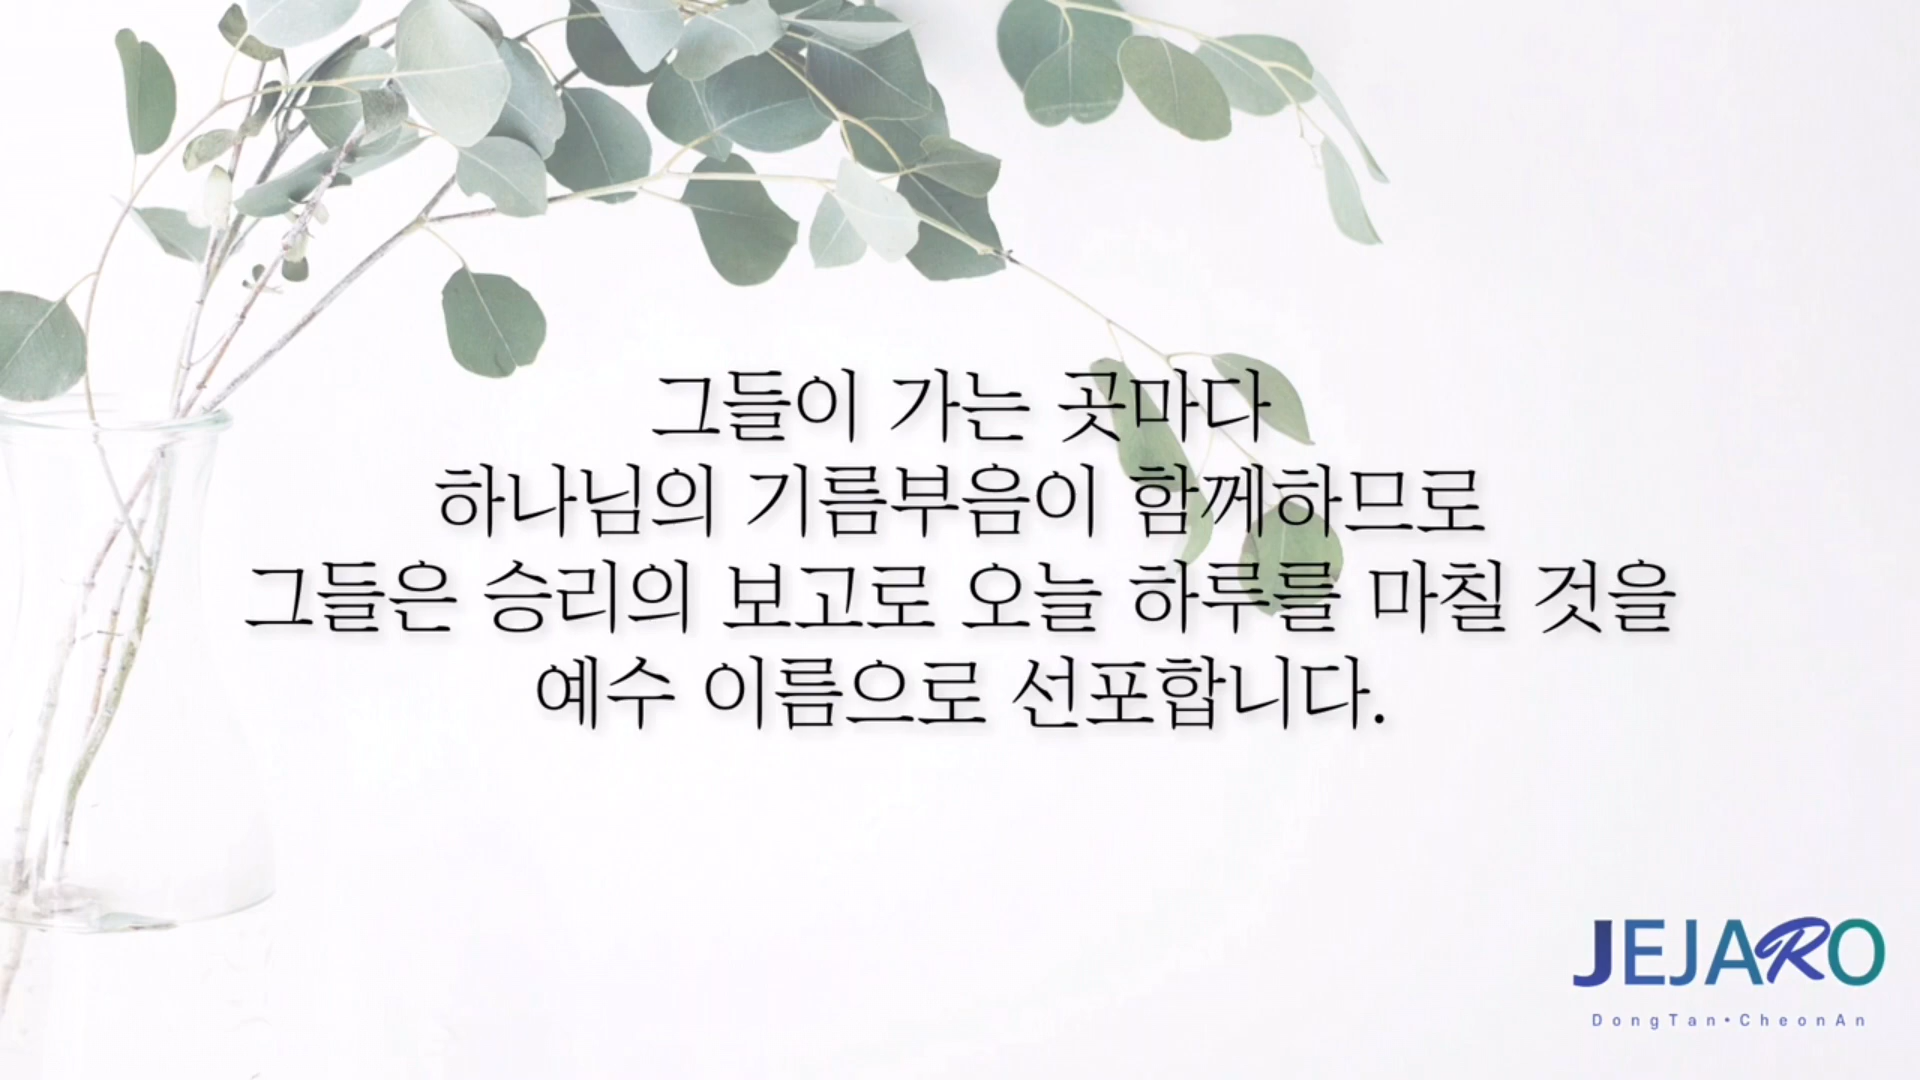 그들이 가는 곳마다
하나님의 기름부음이 함께하므로
그들은 승리의 보고로 오늘 하루를 마칠 것을
예수 이름으로 선포합니다.
JEJARO
DongTan•CheonAn